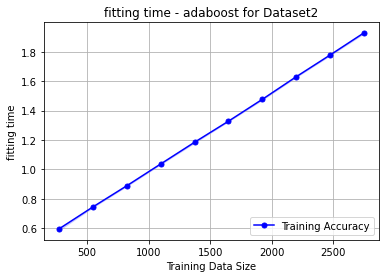 fitting time - adaboost for Dataset2
1.8
1.6
1.4
1.2
1.0
0.8
0.6
fitting time
Training Accuracy
500 1000 1500 2000 2500
Training Data Size